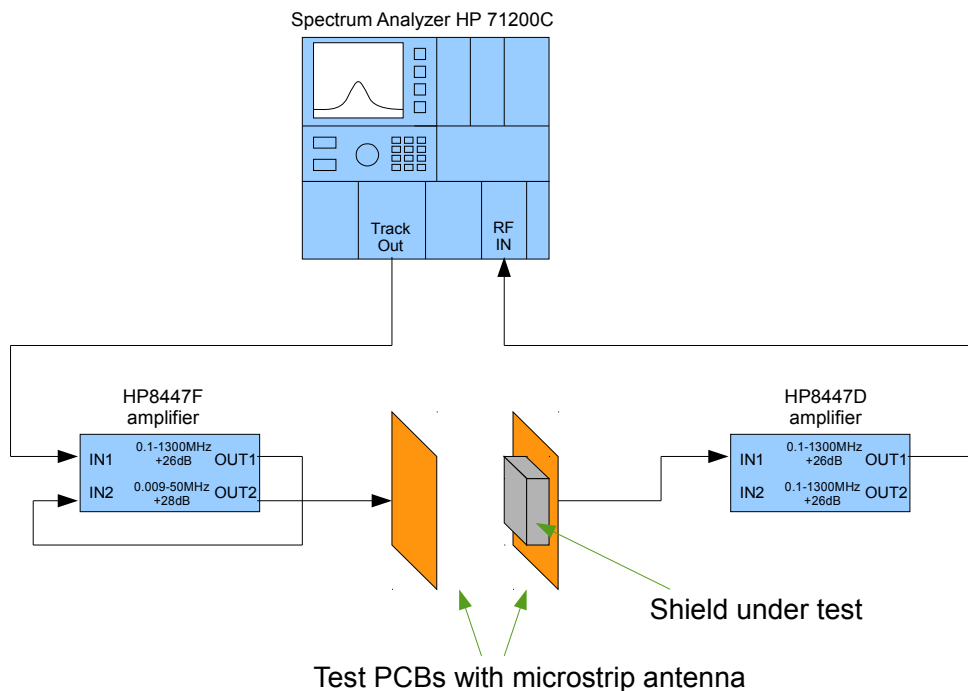 Spectrum Analyzer HP 71200C
Track
Out
RF
IN
HP8447F
amplifier
IN1
0.1-1300MHz
+26dB
OUT1
IN2
0.009-50MHz
+28dB
OUT2
HP8447D
amplifier
IN1
0.1-1300MHz
+26dB
OUT1
IN2
0.1-1300MHz
+26dB
OUT2
Shield under test
Test PCBs with microstrip antenna